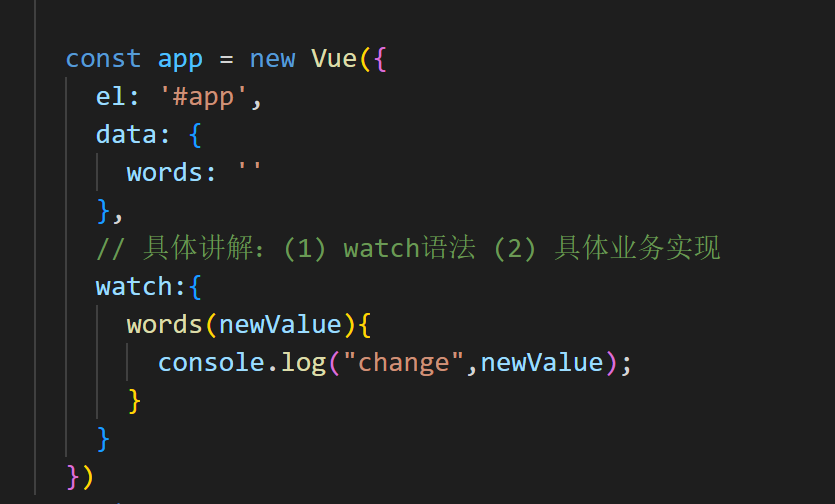 const app = new Vue({
el: '#app',
data: {
words: ''
},
// 具体讲解：(1) watch语法 (2) 具体业务实现
watch:{
words(newValue){
console.log("change",newValue);
}
}
})